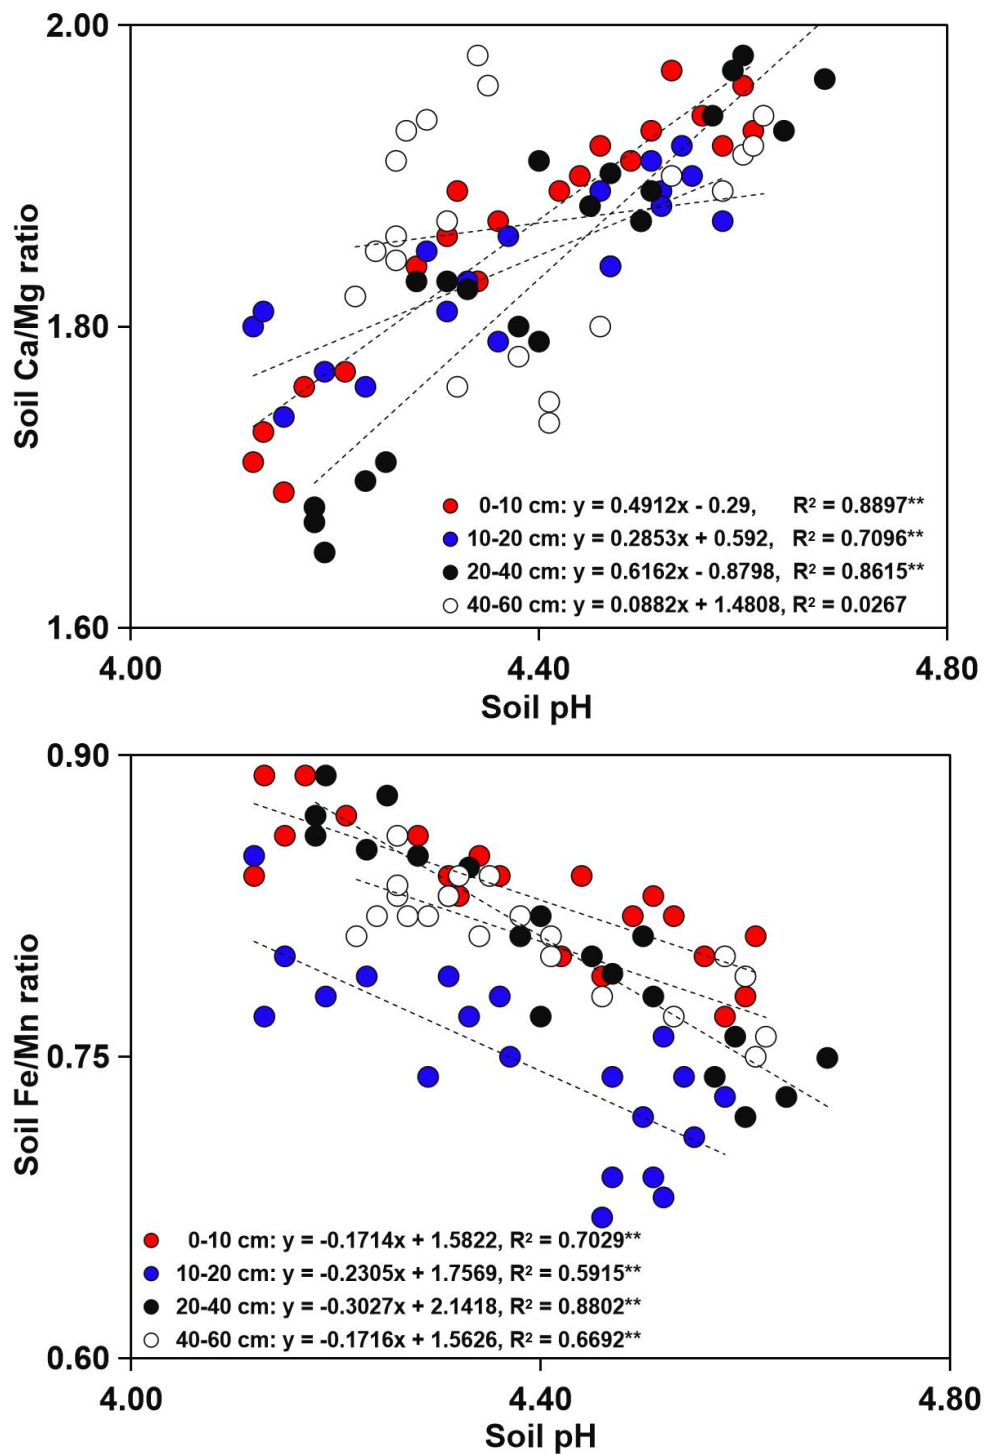 2.00
1.80
1.60
Soil Ca/Mg ratio
0-10 cm: y = 0.4912x - 0.29, R² = 0.8897**
10-20 cm: y = 0.2853x + 0.592, R² = 0.7096**
20-40 cm: y = 0.6162x - 0.8798, R² = 0.8615**
40-60 cm: y = 0.0882x + 1.4808, R² = 0.0267
4.00 4.40 4.80
Soil pH
0.90
0.75
0.60
Soil Fe/Mn ratio
0-10 cm: y = -0.1714x + 1.5822, R² = 0.7029**
10-20 cm: y = -0.2305x + 1.7569, R² = 0.5915**
20-40 cm: y = -0.3027x + 2.1418, R² = 0.8802**
40-60 cm: y = -0.1716x + 1.5626, R² = 0.6692**
4.00 4.40 4.80
Soil pH